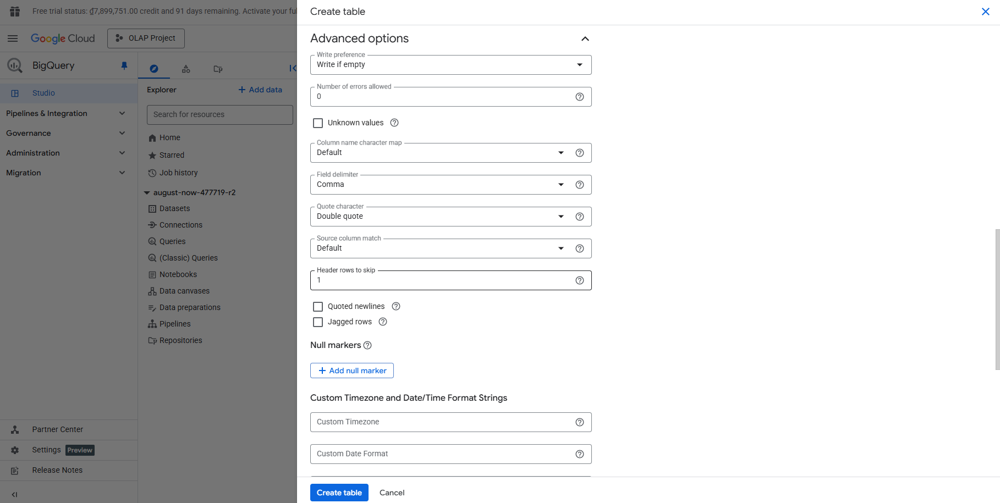 Free trial status: ₫7,899,751.00 credit and 91 days remaining. Activate your ful
Google Cloud
OLAP Project
BigQuery
Studio
Pipelines & Integration
Governance
Administration
Migration
Partner Center
Settings Preview
Release Notes
Explorer
Add data
Search for resources
Home
Starred
Job history
august-now-477719-r2
Datasets
Connections
Queries
(Classic) Queries
Notebooks
Data canvases
Data preparations
Pipelines
Repositories
Create table
Advanced options
Write preference
Write if empty
Number of errors allowed
0
Unknown values
Column name character map
Default
Field delimiter
Comma
Quote character
Double quote
Source column match
Default
Header rows to skip
1
Quoted newlines
Jagged rows
Null markers
Add null marker
Custom Timezone and Date/Time Format Strings
Custom Timezone
Custom Date Format
Create table
Cancel